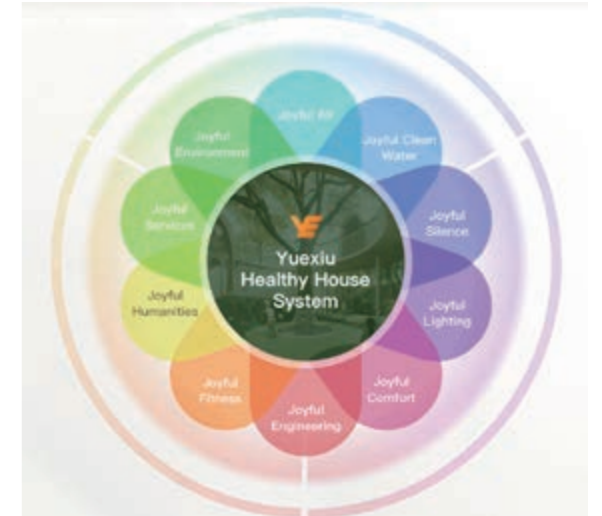 Joyful Air
Joyful Clean
Water
Joyful
Silence
Joyful
Lighting
Joyful
Comfort
Joyful
Engineering
Joyful
Fitness
Joyful
Humanities
Joyful
Services
Joyful
Environment
Yuexiu
Healthy House
System